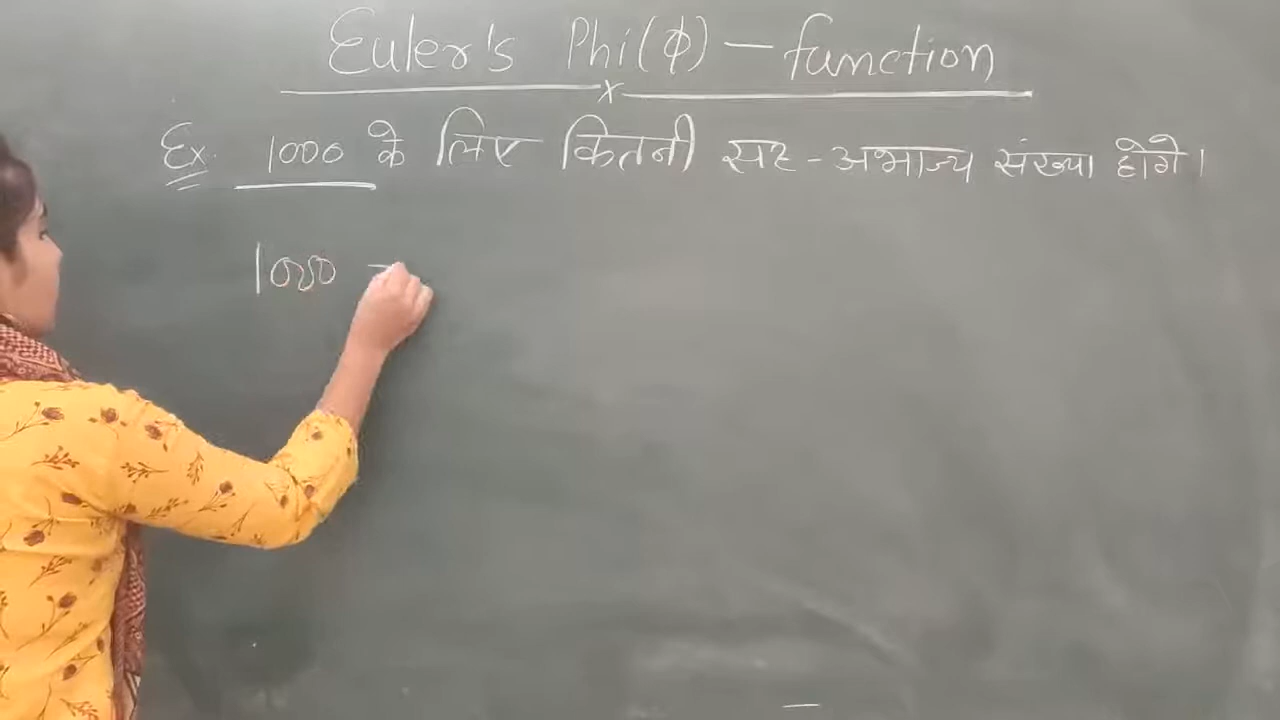 Euler's Phi(φ) - function
x
Ex. 1000 के लिए कितनी सह - अभाज्य संख्या होगे।
1000 =